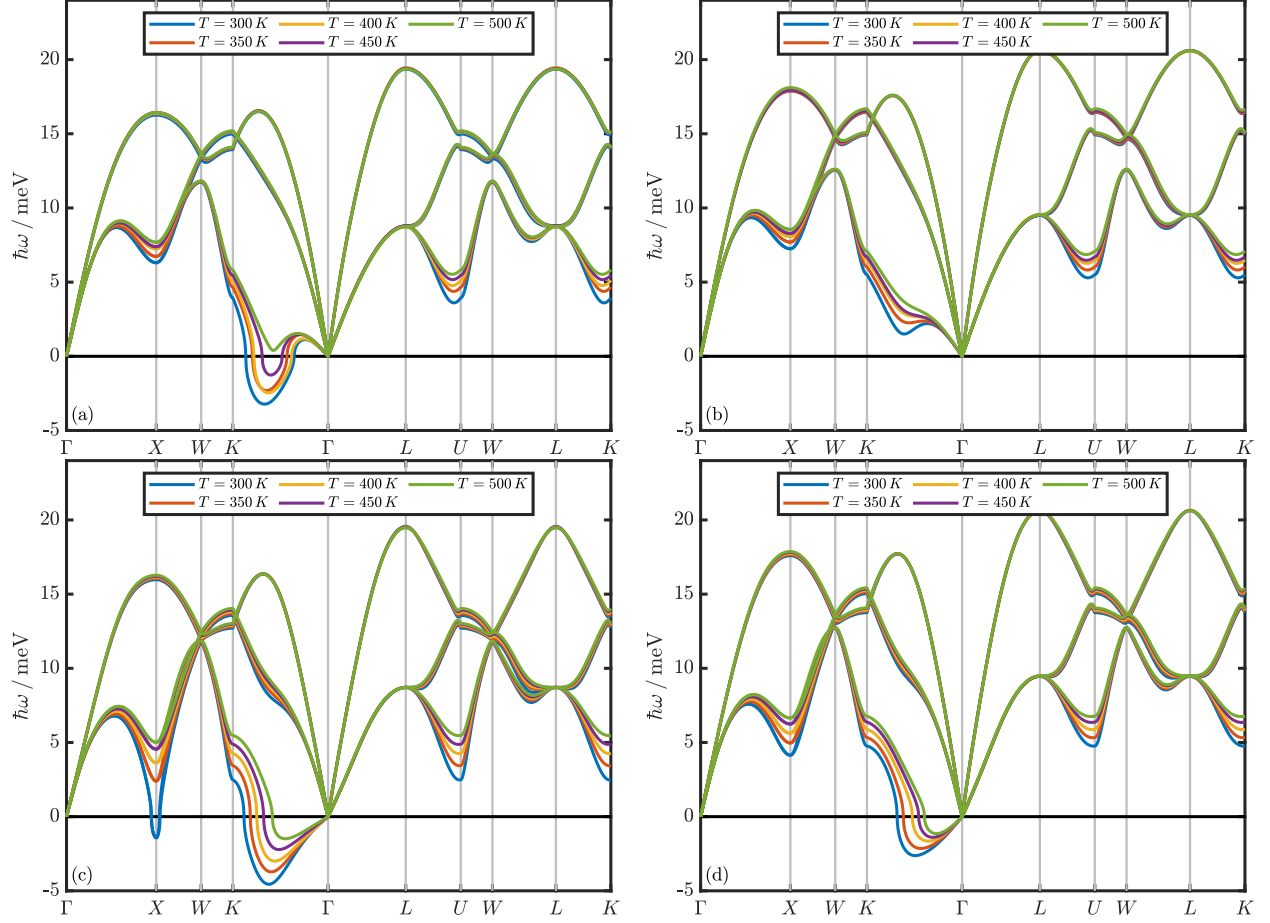 T = 300 K T = 400 K T = 500 K
T = 350 K T = 450 K
20
15
10
5
0
-5
ħω / meV
(a)
Γ X W K Γ L U W L K
T = 300 K T = 400 K T = 500 K
T = 350 K T = 450 K
20
15
10
5
0
-5
ħω / meV
(b)
Γ X W K Γ L U W L K
T = 300 K T = 400 K T = 500 K
T = 350 K T = 450 K
20
15
10
5
0
-5
ħω / meV
(c)
Γ X W K Γ L U W L K
T = 300 K T = 400 K T = 500 K
T = 350 K T = 450 K
20
15
10
5
0
-5
ħω / meV
(d)
Γ X W K Γ L U W L K